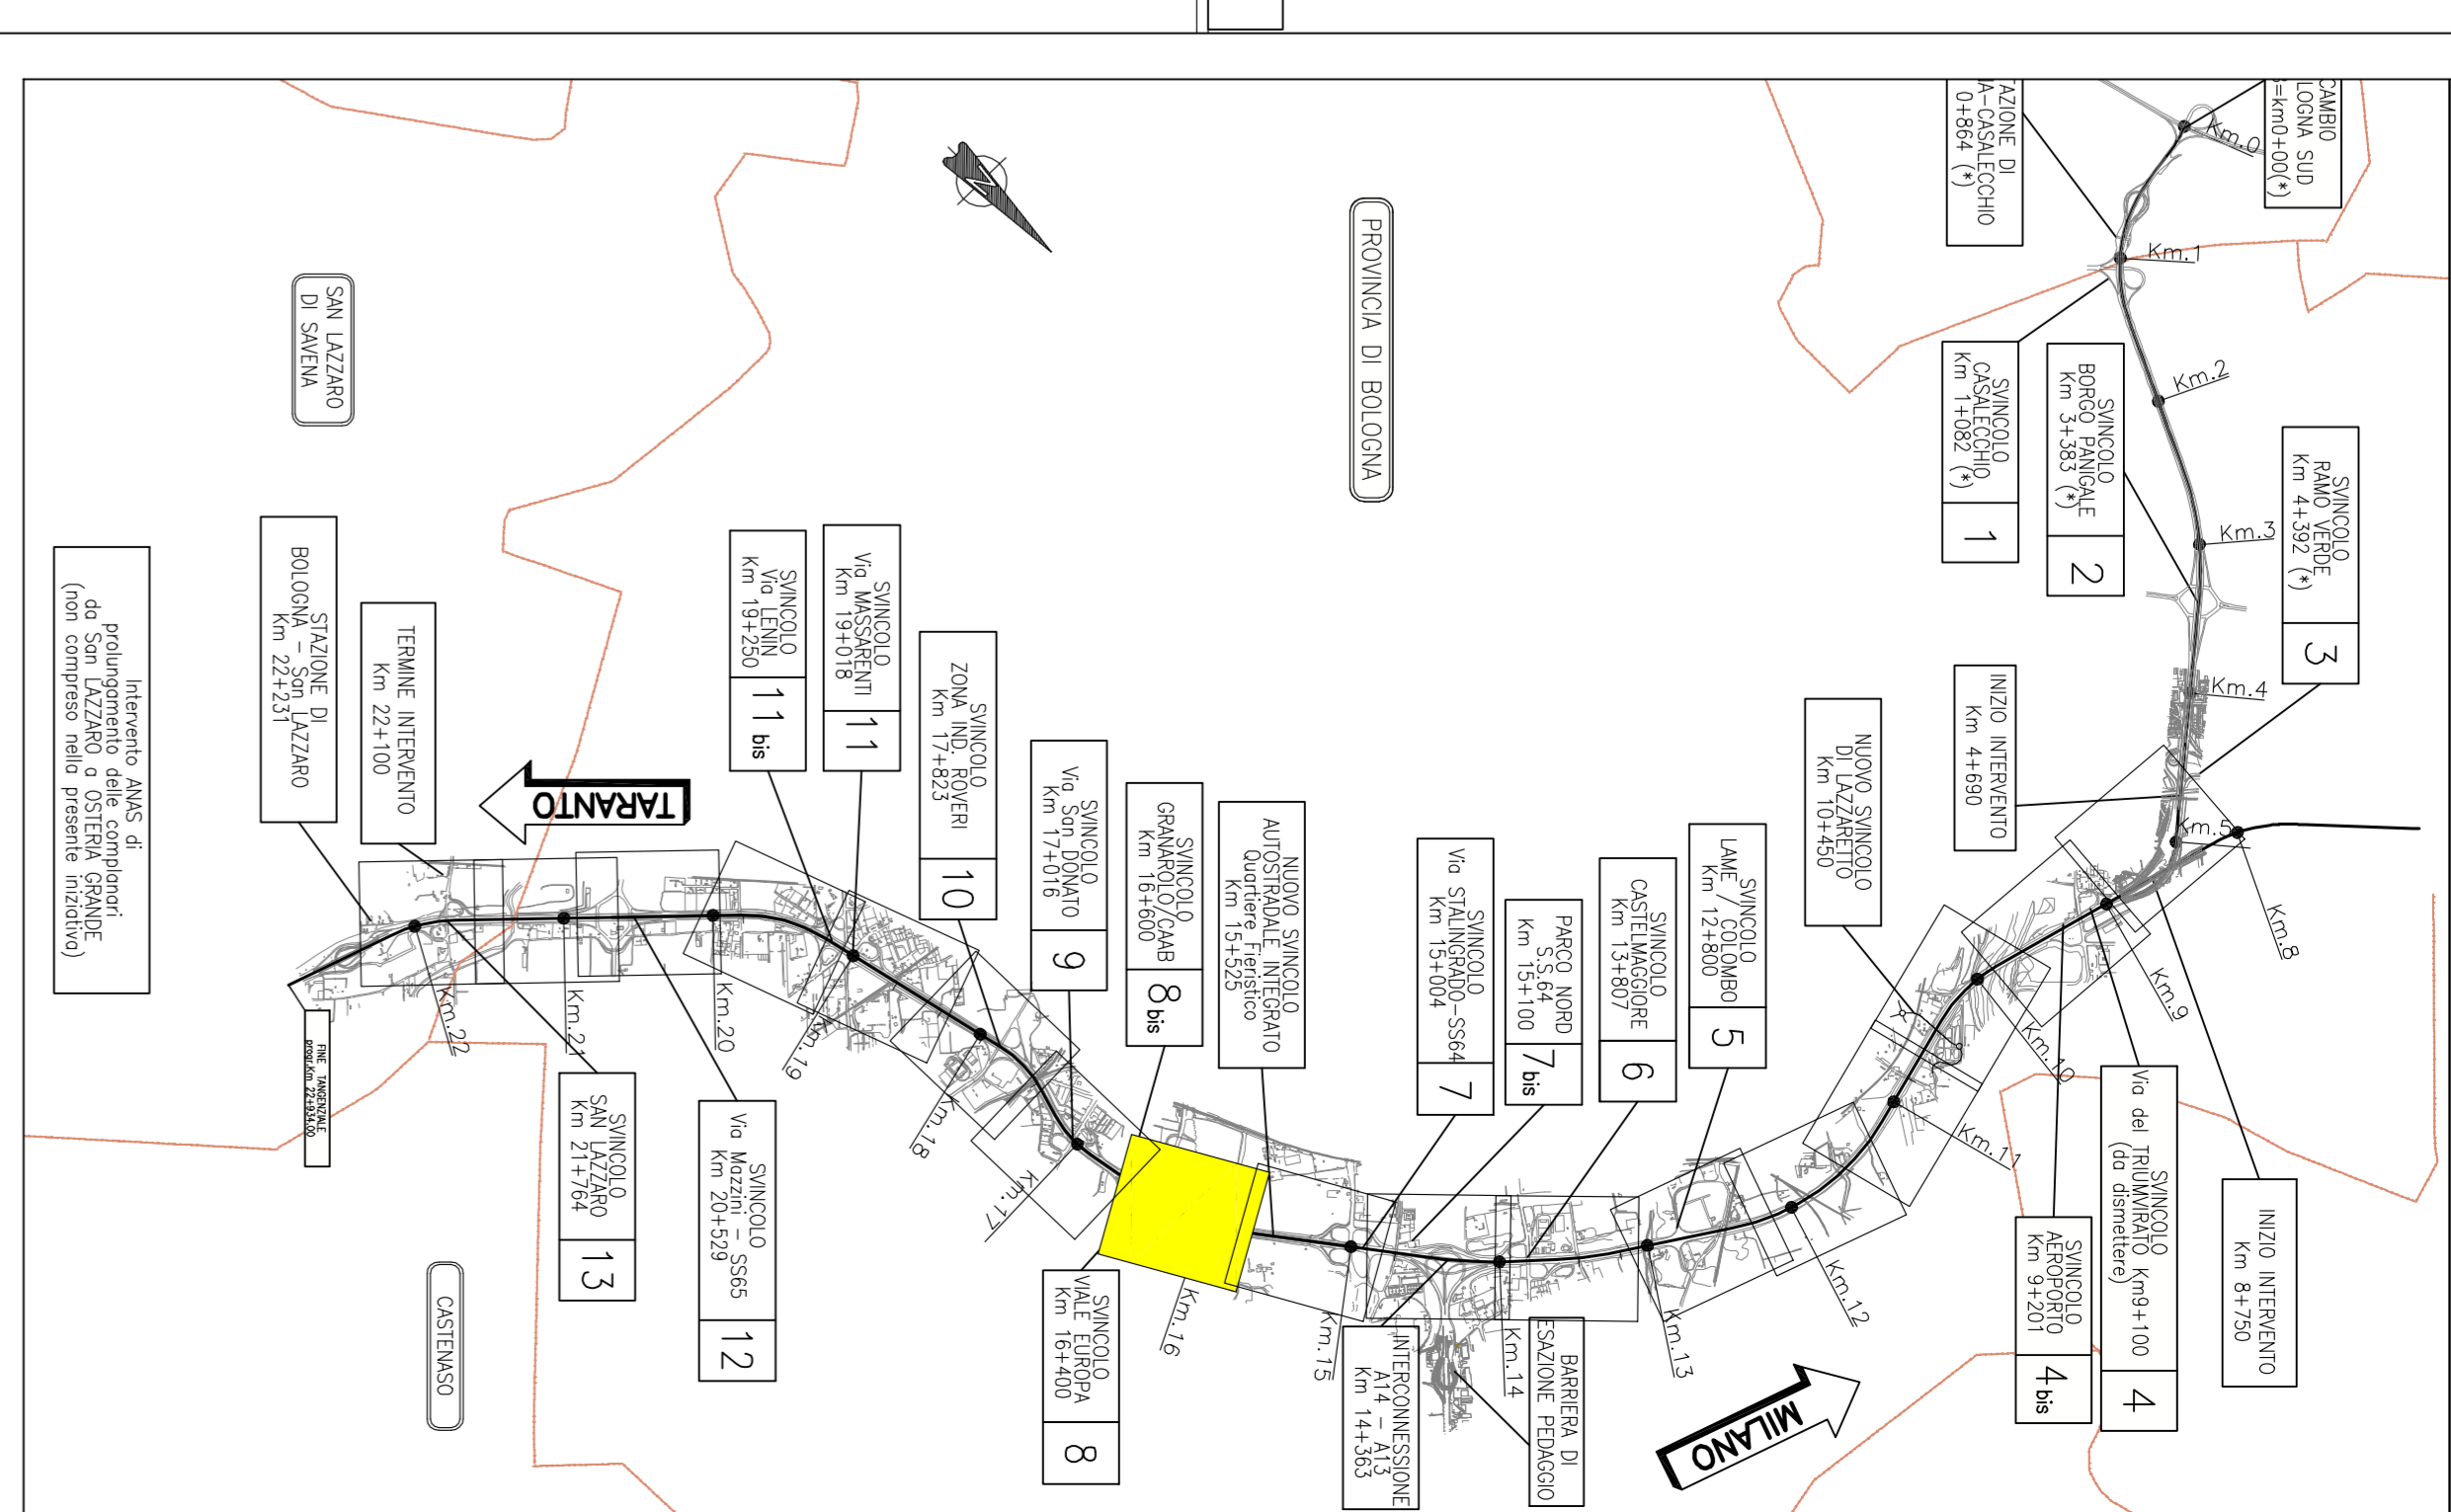 CAMBIO
LOGNA SUD
=km0+00(*)
AZIONE DI
A-CASALECCHIO
0+864 (*)
Km.0
Km.1
Km.2
Km.3
Km.4
Km.5
SVINCOLO
CASALECCHIO
Km 1+082 (*)
1
SVINCOLO
BORGO PANIGALE
Km 3+383 (*)
2
SVINCOLO
RAMO VERDE
Km 4+392 (*)
3
PROVINCIA DI BOLOGNA
SAN LAZZARO
DI SAVENA
INIZIO INTERVENTO
Km 4+690
NUOVO SVINCOLO
DI LAZZARETTO
Km 10+450
SVINCOLO
LAME / COLOMBO
Km 12+800
5
SVINCOLO
CASTELMAGGIORE
Km 13+807
6
PARCO NORD
S.S.64
Km 15+100
7 bis
SVINCOLO
Via STALINGRADO-SS64
Km 15+004
7
NUOVO SVINCOLO
AUTOSTRADALE INTEGRATO
Quartiere Fieristico
Km 15+525
SVINCOLO
GRANAROLO/CAAB
Km 16+600
8 bis
SVINCOLO
Via San DONATO
Km 17+016
9
SVINCOLO
ZONA IND. ROVERI
Km 17+823
10
SVINCOLO
Via MASSARENTI
Km 19+018
11
SVINCOLO
Via LENIN
Km 19+250
11 bis
TARANTO
TERMINE INTERVENTO
Km 22+100
STAZIONE DI
BOLOGNA - San LAZZARO
Km 22+231
Intervento ANAS di
prolungamento delle complanari
da San LAZZARO a OSTERIA GRANDE
(non compreso nella presente iniziativa)
Km.8
Km.9
Km.10
Km.11
Km.12
Km.13
Km.14
Km.15
Km.16
Km.17
Km.18
Km.19
Km.20
Km.21
Km.22
INIZIO INTERVENTO
Km 8+750
SVINCOLO
Via del TRIUMVIRATO Km9+100
(da dismettere)
4
SVINCOLO
AEROPORTO
Km 9+201
4 bis
MILANO
BARRIERA DI
ESAZIONE PEDAGGIO
INTERCONNESSIONE
A14 - A13
Km 14+363
SVINCOLO
VIALE EUROPA
Km 16+400
8
SVINCOLO
Via Mazzini - SS65
Km 20+529
12
SVINCOLO
SAN LAZZARO
Km 21+764
13
CASTENASO
FINE TANGENZIALE